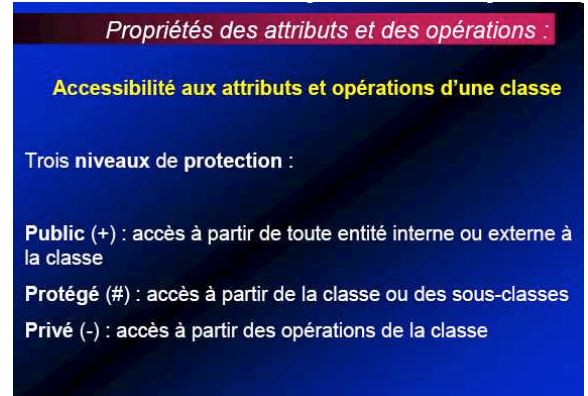 Propriétés des attributs et des opérations :
Accessibilité aux attributs et opérations d'une classe
Trois niveaux de protection :
Public (+) : accès à partir de toute entité interne ou externe à
la classe
Protégé (#) : accès à partir de la classe ou des sous-classes
Privé (-) : accès à partir des opérations de la classe